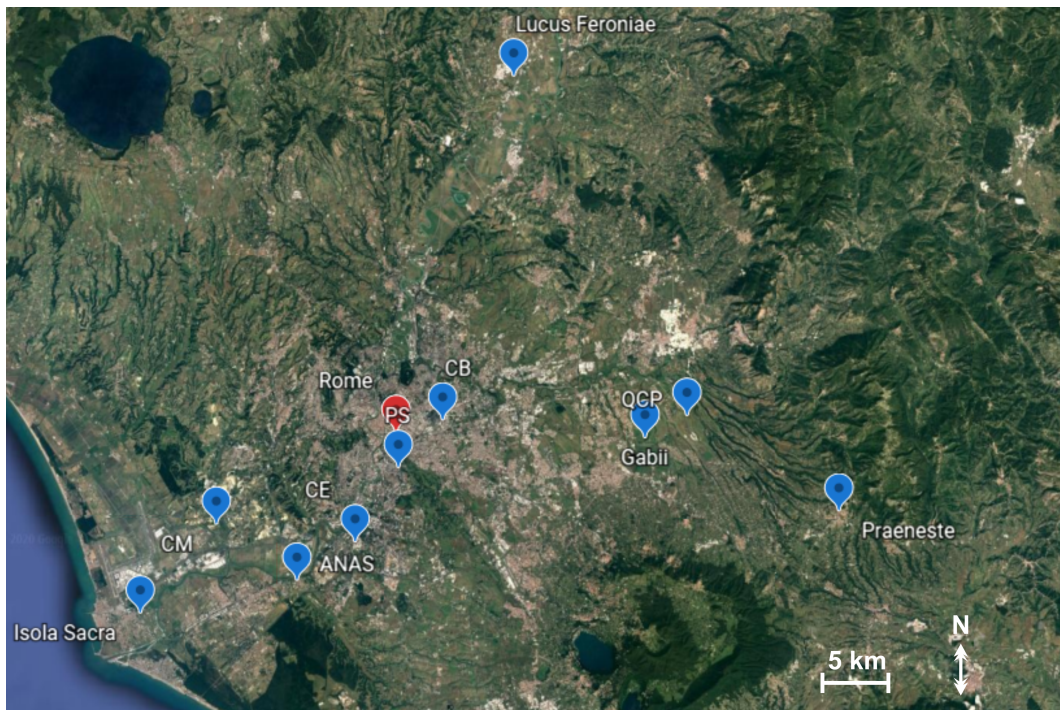 Lucus Feroniae
CB
Rome
PS
QCP
Gabii
CE
Praeneste
CM
ANAS
Isola Sacra
N
5 km